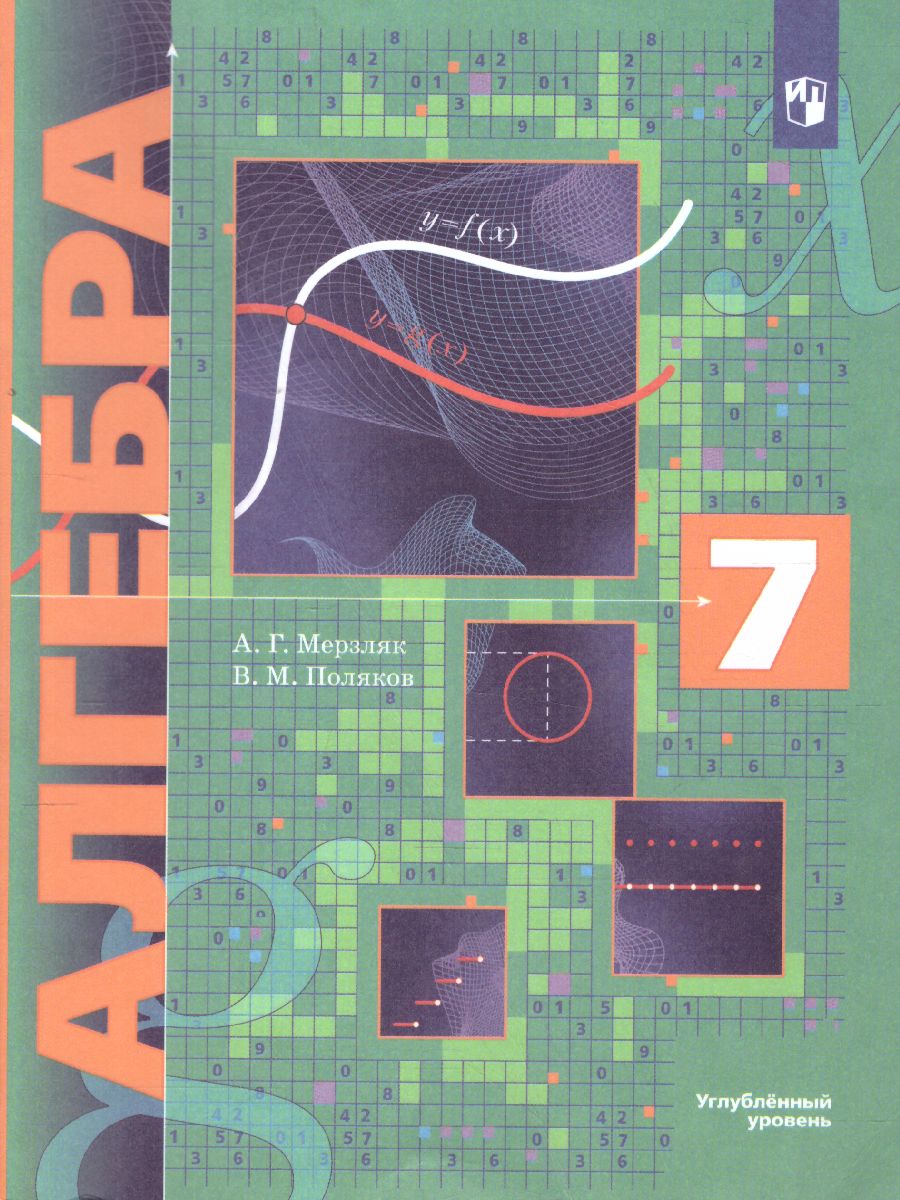 АЛГЕБРА
y=f(x)
y=g(x)
7
А. Г. Мерзляк
В. М. Поляков
Углублённый
уровень